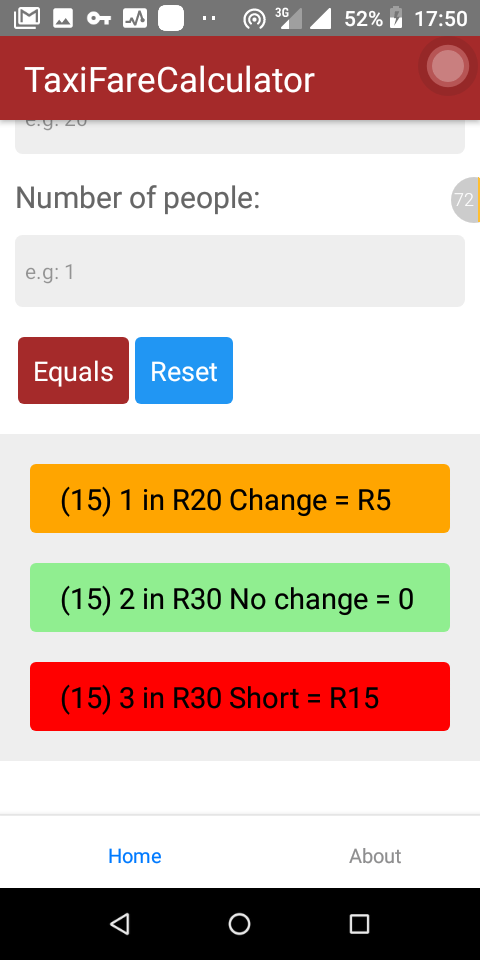 3G 52% 17:50
TaxiFareCalculator
e.g: 20
Number of people:
72
e.g: 1
Equals Reset
(15) 1 in R20 Change = R5
(15) 2 in R30 No change = 0
(15) 3 in R30 Short = R15
Home About